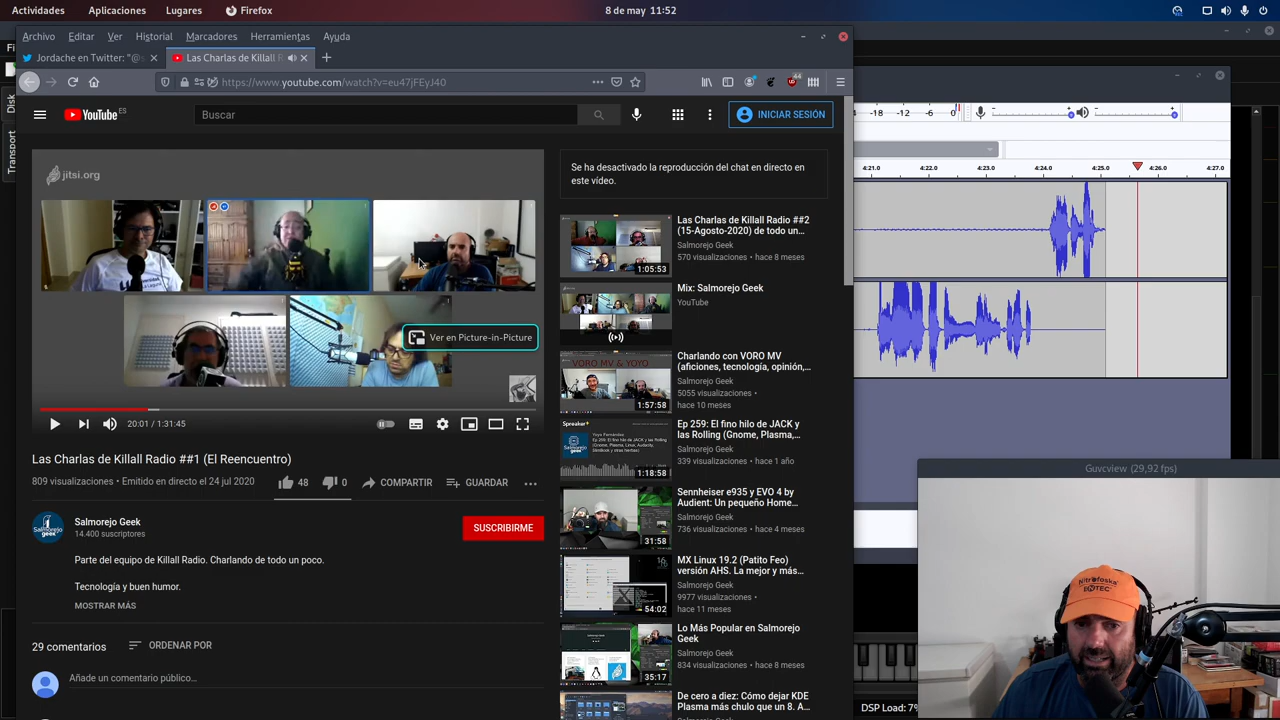 Actividades
Aplicaciones
Lugares
Firefox
8 de may 11:52
Archivo
Editar
Ver
Historial
Marcadores
Herramientas
Ayuda
Jordache en Twitter: "@s
Las Charlas de Killall R
https://www.youtube.com/watch?v=eu47jFEyJ40
44
YouTube
ES
Buscar
INICIAR SESIÓN
Disk
Transport
jitsi.org
Ver en Picture-in-Picture
20:01 / 1:31:45
Las Charlas de Killall Radio ##1 (El Reencuentro)
809 visualizaciones • Emitido en directo el 24 jul 2020
48
0
COMPARTIR
GUARDAR
Salmorejo Geek
14.400 suscriptores
SUSCRIBIRME
Parte del equipo de Killall Radio. Charlando de todo un poco.
Tecnología y buen humor.
MOSTRAR MÁS
29 comentarios
ORDENAR POR
Añade un comentario público...
Se ha desactivado la reproducción del chat en directo en
este vídeo.
1:05:53
Las Charlas de Killall Radio ##2
(15-Agosto-2020) de todo un...
Salmorejo Geek
570 visualizaciones • hace 8 meses
Mix: Salmorejo Geek
YouTube
VORO MV & YOYO
1:57:58
Charlando con VORO MV
(aficiones, tecnología, opinión,...
Salmorejo Geek
5055 visualizaciones •
hace 10 meses
Spreaker
1:18:58
Ep 259: El fino hilo de JACK y
las Rolling (Gnome, Plasma,...
Salmorejo Geek
339 visualizaciones • hace 1 año
31:58
Sennheiser e935 y EVO 4 by
Audient: Un pequeño Home...
Salmorejo Geek
736 visualizaciones • hace 4 meses
54:02
MX Linux 19.2 (Patito Feo)
versión AHS. La mejor y más...
Salmorejo Geek
9977 visualizaciones •
hace 11 meses
35:17
Lo Más Popular en Salmorejo
Geek
Salmorejo Geek
834 visualizaciones • hace 8 meses
De cero a diez: Cómo dejar KDE
Plasma más chulo que un 8. A...
Salmorejo Geek
-18 -12 -6 0
4:21.0 4:22.0 4:23.0 4:24.0 4:25.0 4:26.0 4:27.0
Guvcview (29,92 fps)
Nitrofoska
DSP Load: 7%